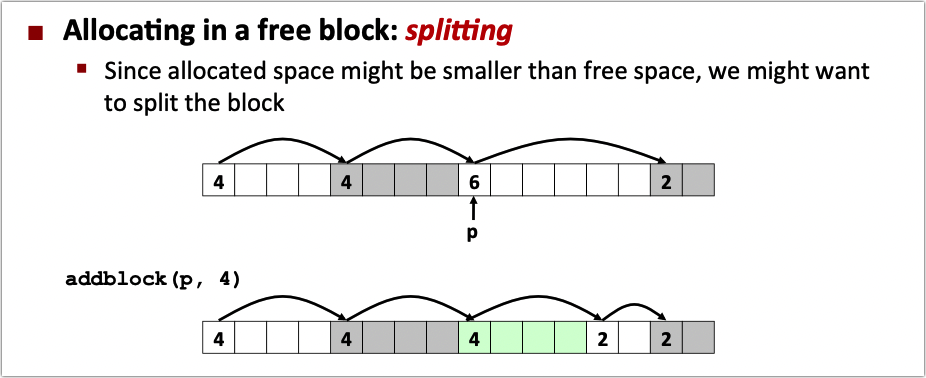 Allocating in a free block: splitting
Since allocated space might be smaller than free space, we might want
to split the block
4 4 6 2
p
addblock(p, 4)
4 4 4 2 2